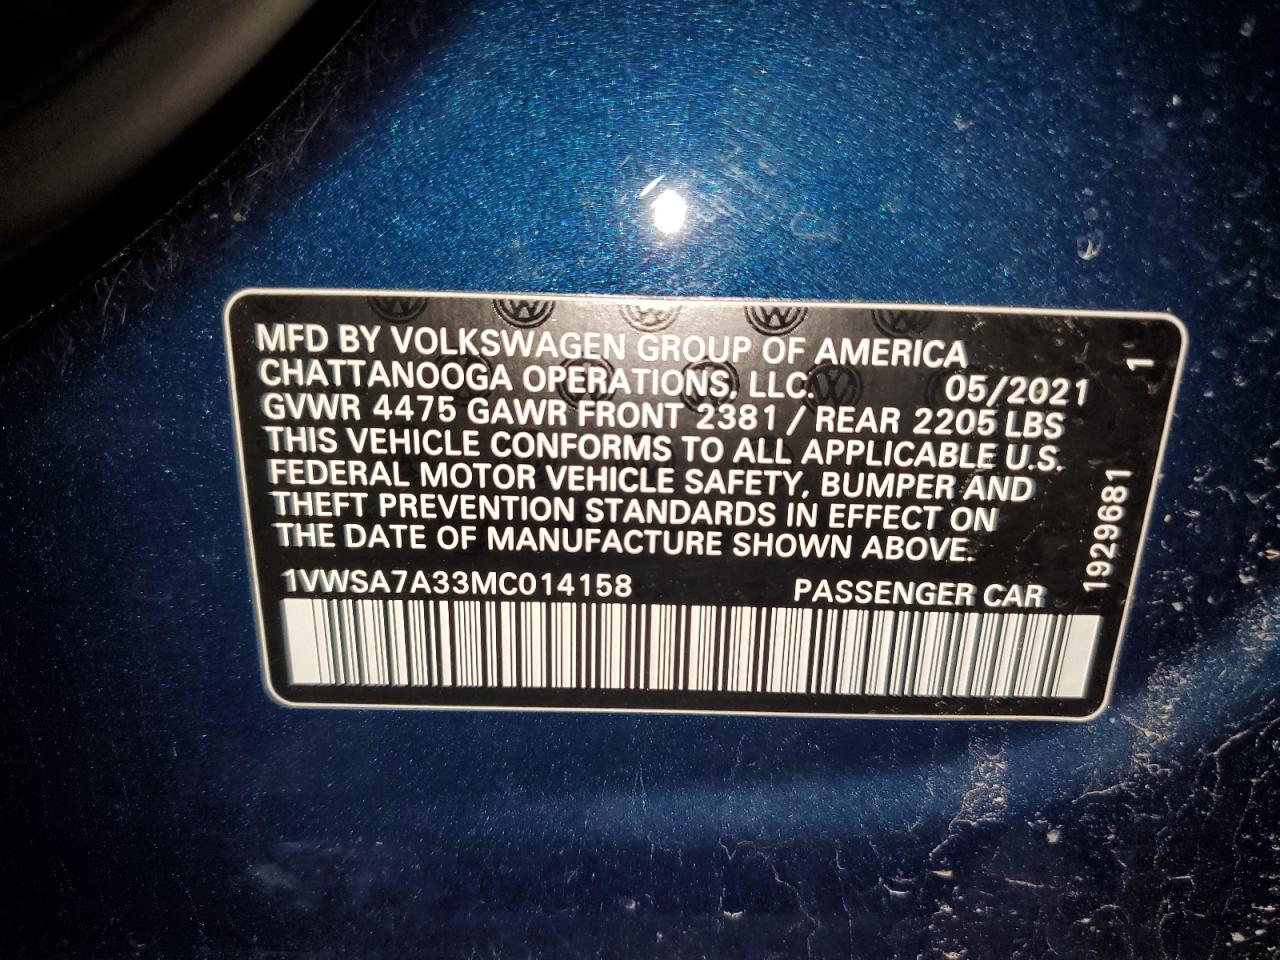 MFD BY VOLKSWAGEN GROUP OF AMERICA
CHATTANOOGA OPERATIONS, LLC. 05/2021
GVWR 4475 GAWR FRONT 2381 / REAR 2205 LBS
THIS VEHICLE CONFORMS TO ALL APPLICABLE U.S.
FEDERAL MOTOR VEHICLE SAFETY, BUMPER AND
THEFT PREVENTION STANDARDS IN EFFECT ON
THE DATE OF MANUFACTURE SHOWN ABOVE.
1VWSA7A33MC014158 PASSENGER CAR
1929681 1